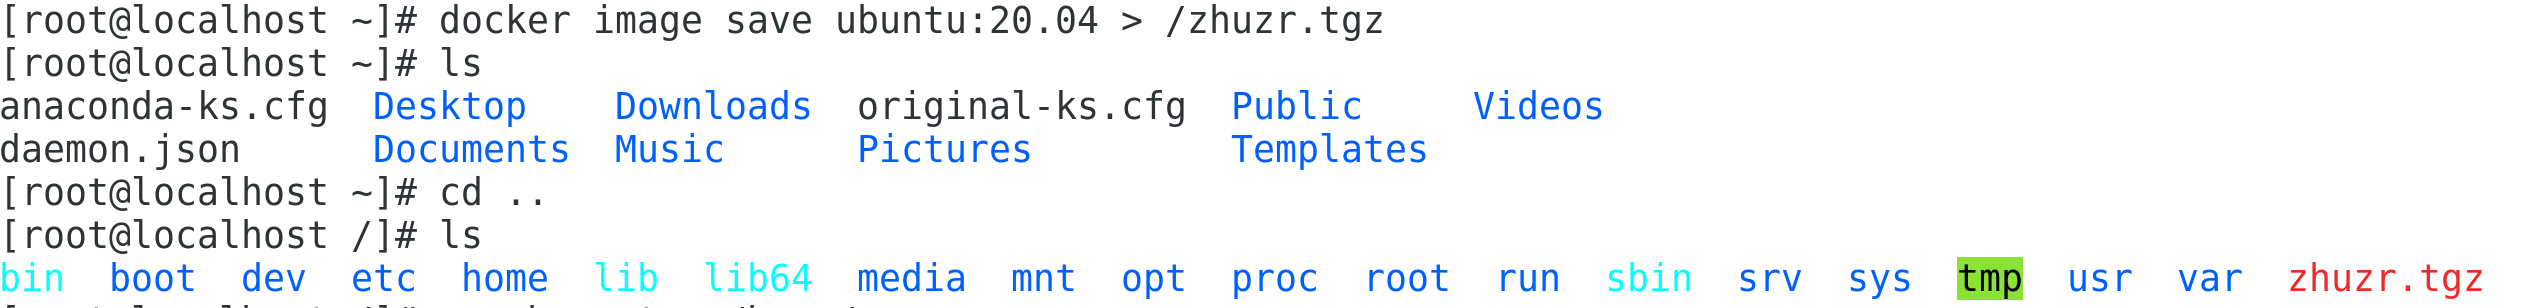 [root@localhost ~]# docker image save ubuntu:20.04 > /zhuzr.tgz
[root@localhost ~]# ls
anaconda-ks.cfg  Desktop    Downloads  original-ks.cfg  Public     Videos
daemon.json      Documents  Music      Pictures         Templates
[root@localhost ~]# cd ..
[root@localhost /]# ls
bin  boot  dev  etc  home  lib  lib64  media  mnt  opt  proc  root  run  sbin  srv  sys  tmp  usr  var  zhuzr.tgz